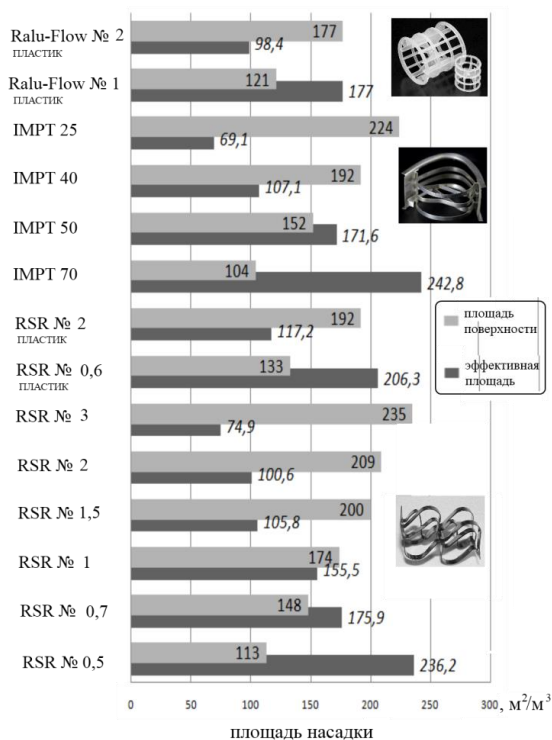 Ralu-Flow № 2
ПЛАСТИК
177
98,4
Ralu-Flow № 1
ПЛАСТИК
121
177
IMPT 25
224
69,1
IMPT 40
192
107,1
IMPT 50
152
171,6
IMPT 70
104
242,8
RSR № 2
ПЛАСТИК
192
117,2
RSR № 0,6
ПЛАСТИК
133
206,3
RSR № 3
235
74,9
RSR № 2
209
100,6
RSR № 1,5
200
105,8
RSR № 1
174
155,5
RSR № 0,7
148
175,9
RSR № 0,5
113
236,2
площадь
поверхности
эффективная
площадь
0 50 100 150 200 250 300, м²/м³
площадь насадки